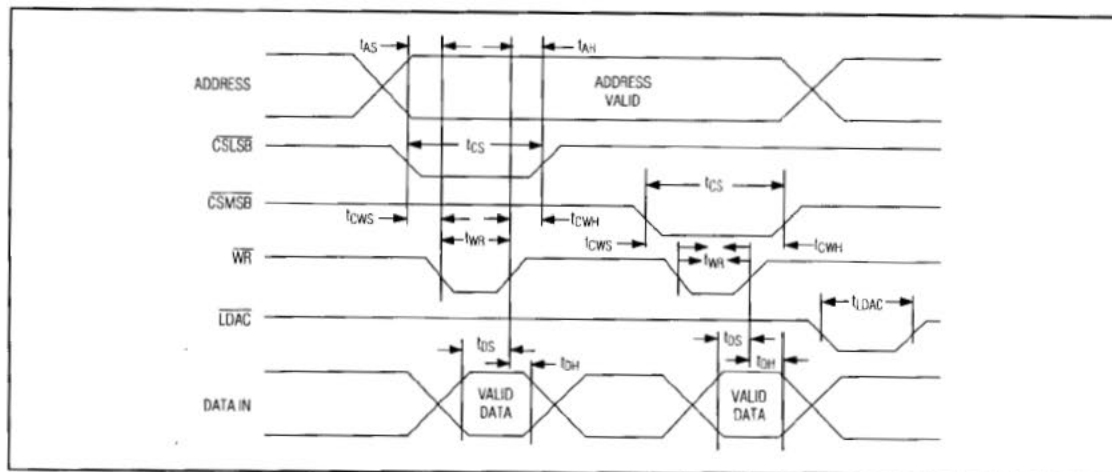 tAS
tAH
ADDRESS
ADDRESS
VALID
CSLSB
tCS
CSMSB
tCS
tCWS
tCWH
tWR
tCWS
tCWH
WR
tWR
LDAC
tLDAC
tDS
tDH
tDS
tDH
DATA IN
VALID
DATA
VALID
DATA